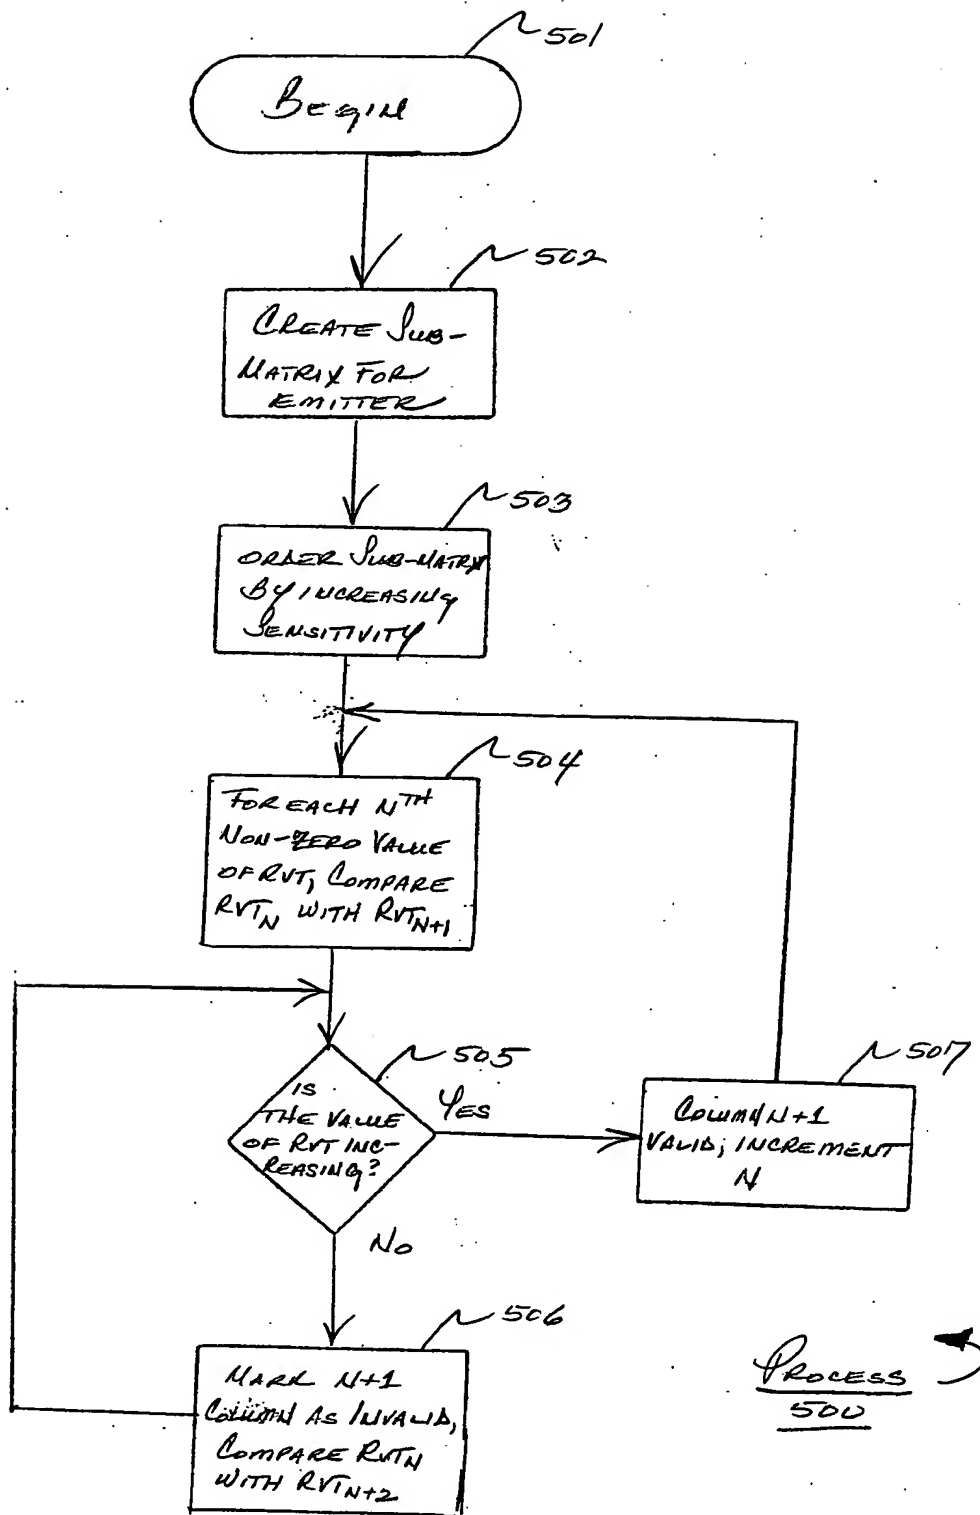 501
Begin
502
Create Sub-
Matrix For
Emitter
503
Order Sub-Matrix
By Increasing
Sensitivity
504
For each Nth
Non-Zero Value
of RVT, Compare
RVTN with RVTN+1
505
Is
The Value
of RVT Inc-
reasing?
Yes
507
Column N+1
Valid; Increment
N
No
506
Mark N+1
Column as Invalid,
Compare RVTN
with RVTN+2
Process
500